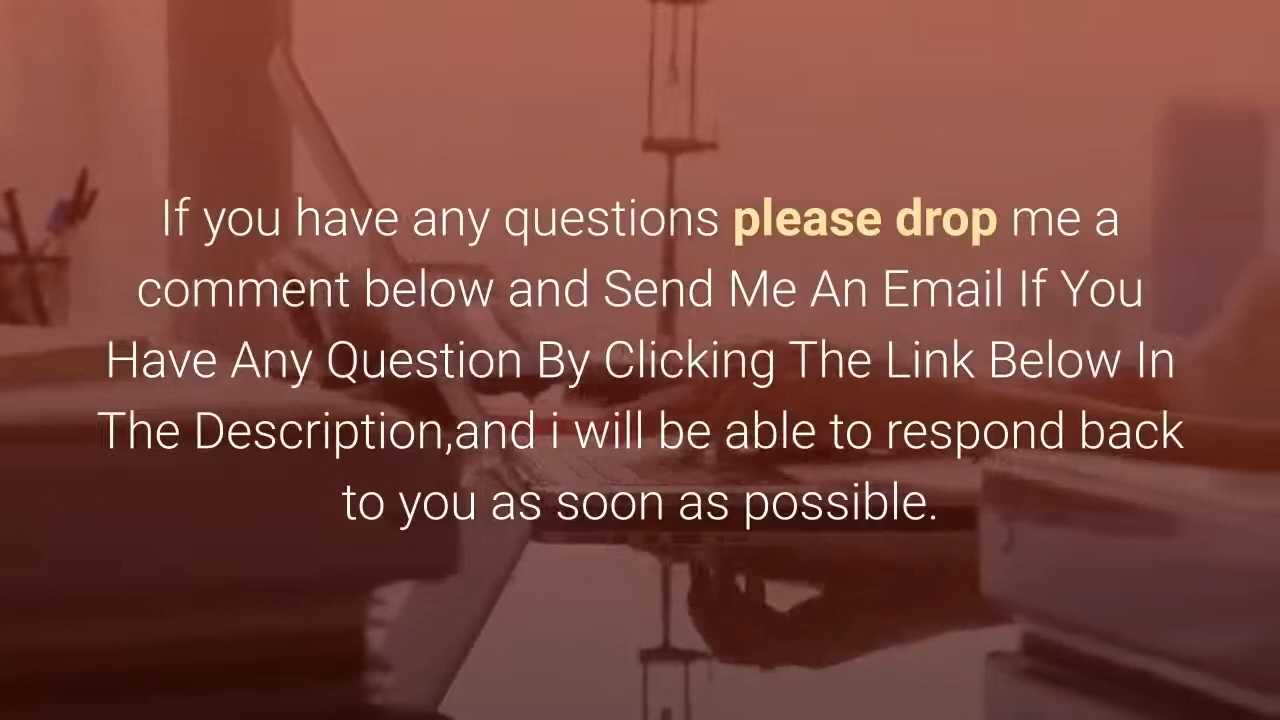 If you have any questions please drop me a
comment below and Send Me An Email If You
Have Any Question By Clicking The Link Below In
The Description,and i will be able to respond back
to you as soon as possible.